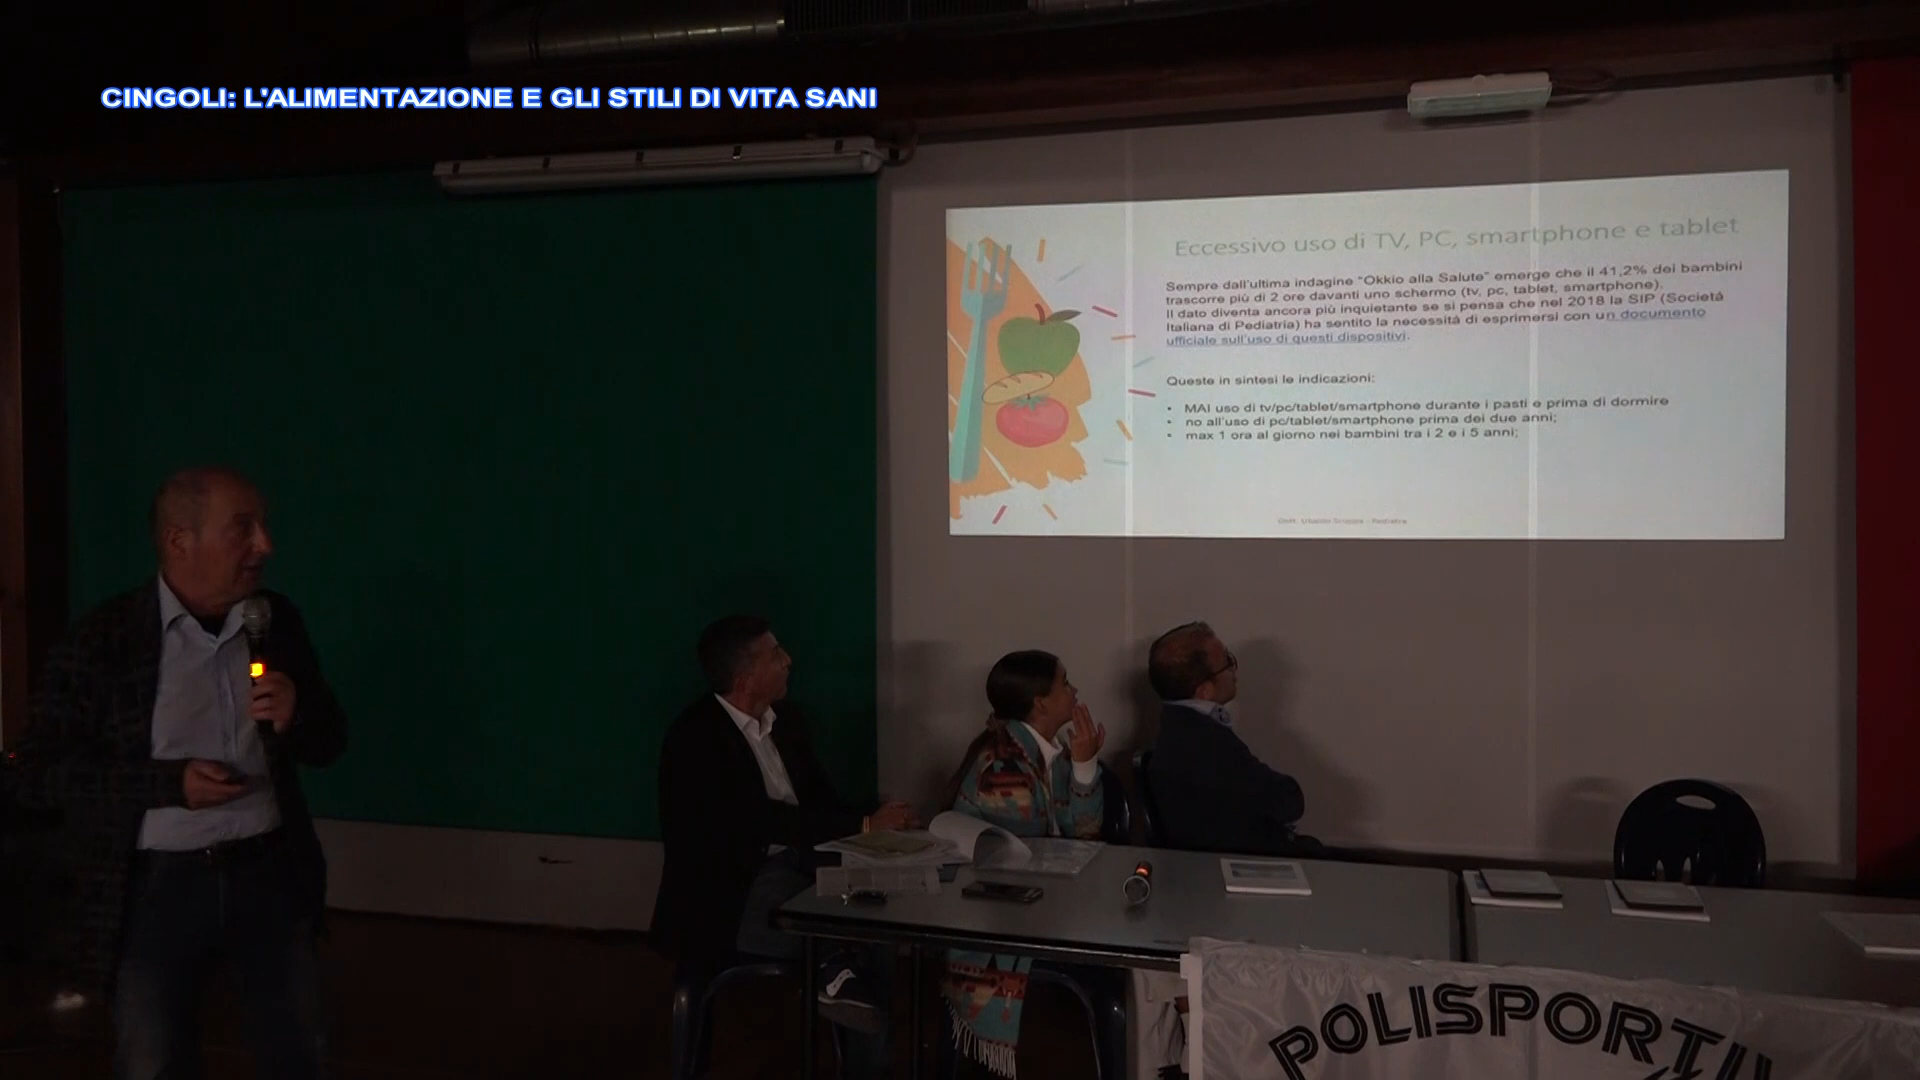 CINGOLI: L'ALIMENTAZIONE E GLI STILI DI VITA SANI
Eccessivo uso di TV, PC, smartphone e tablet
Sempre dall'ultima indagine "Okkio alla Salute" emerge che il 41,2% dei bambini
trascorre più di 2 ore davanti uno schermo (tv, pc, tablet, smartphone).
Il dato diventa ancora più inquietante se si pensa che nel 2018 la SIP (Società
Italiana di Pediatria) ha sentito la necessità di esprimersi con un documento
ufficiale sull'uso di questi dispositivi.
Queste in sintesi le indicazioni:
• MAI uso di tv/pc/tablet/smartphone durante i pasti e prima di dormire
• no all'uso di pc/tablet/smartphone prima dei due anni;
• max 1 ora al giorno nei bambini tra i 2 e i 5 anni;
Pediatra
POLISPORTIV